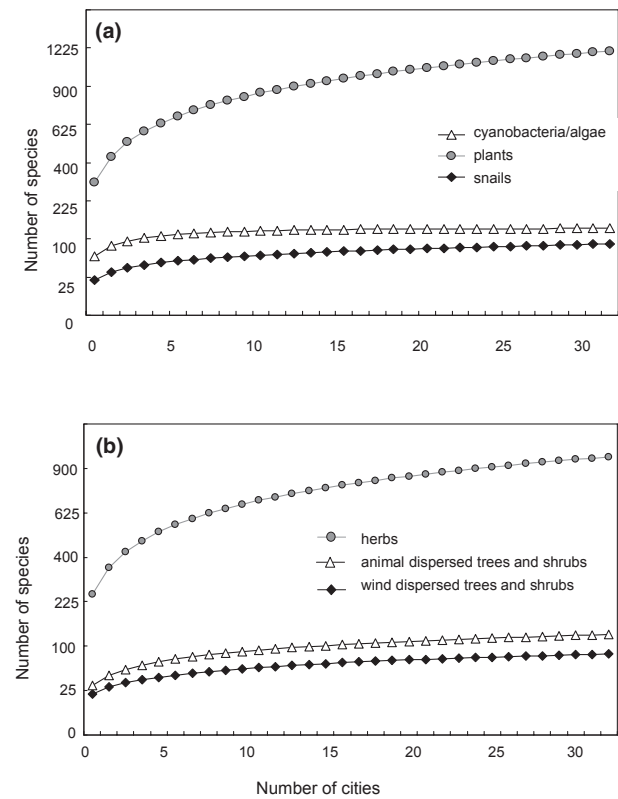 (a)
1225
900
625
400
225
100
25
0
Number of species
cyanobacteria/algae
plants
snails
0 5 10 15 20 25 30
(b)
900
625
400
225
100
25
0
Number of species
herbs
animal dispersed trees and shrubs
wind dispersed trees and shrubs
0 5 10 15 20 25 30
Number of cities